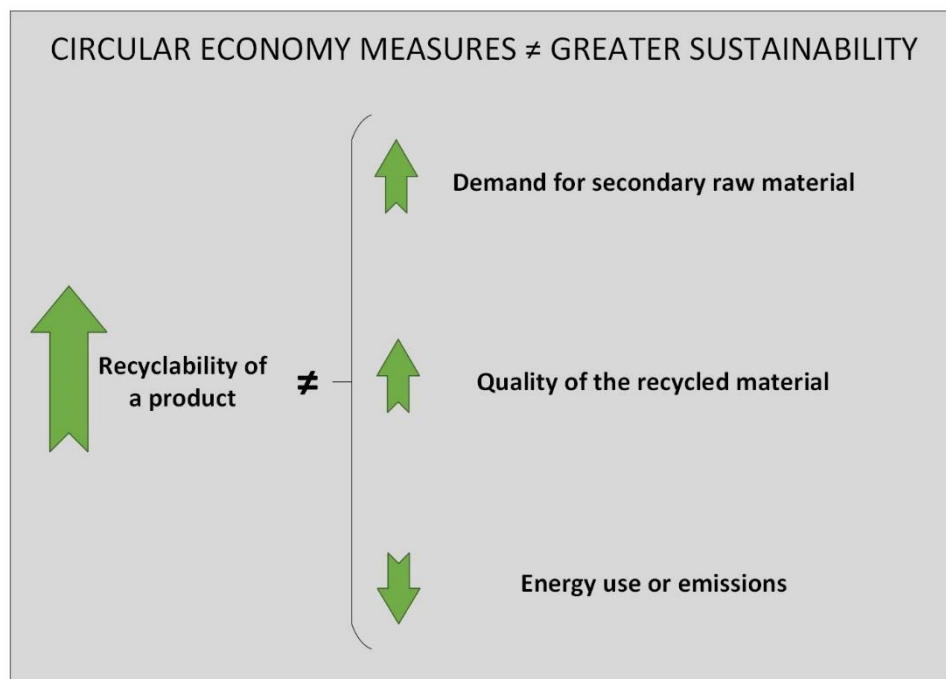 CIRCULAR ECONOMY MEASURES ≠ GREATER SUSTAINABILITY
Demand for secondary raw material
Recyclability of
a product
≠
Quality of the recycled material
Energy use or emissions